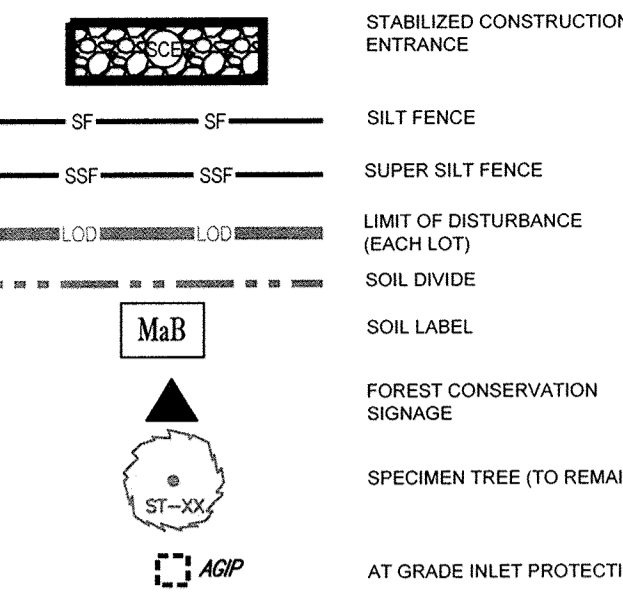 SCE STABILIZED CONSTRUCTION
ENTRANCE
SF SF SILT FENCE
SSF SSF SUPER SILT FENCE
LOD LOD LIMIT OF DISTURBANCE
(EACH LOT)
SOIL DIVIDE
MaB SOIL LABEL
FOREST CONSERVATION
SIGNAGE
SPECIMEN TREE (TO REMAI
ST-XX
AGIP AT GRADE INLET PROTECTI